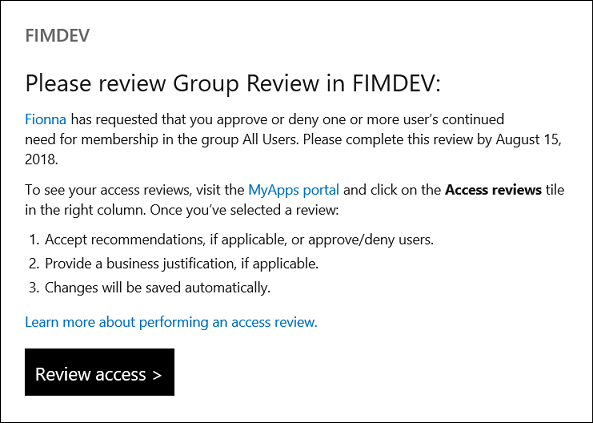 FIMDEV
Please review Group Review in FIMDEV:
Fionna has requested that you approve or deny one or more user's continued
need for membership in the group All Users. Please complete this review by August 15,
2018.
To see your access reviews, visit the MyApps portal and click on the Access reviews tile
in the right column. Once you've selected a review:
1. Accept recommendations, if applicable, or approve/deny users.
2. Provide a business justification, if applicable.
3. Changes will be saved automatically.
Learn more about performing an access review.
Review access >